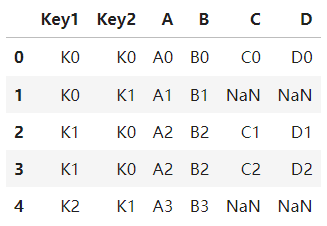 Key1 Key2 A B C D
0 K0 K0 A0 B0 C0 D0
1 K0 K1 A1 B1 NaN NaN
2 K1 K0 A2 B2 C1 D1
3 K1 K0 A2 B2 C2 D2
4 K2 K1 A3 B3 NaN NaN